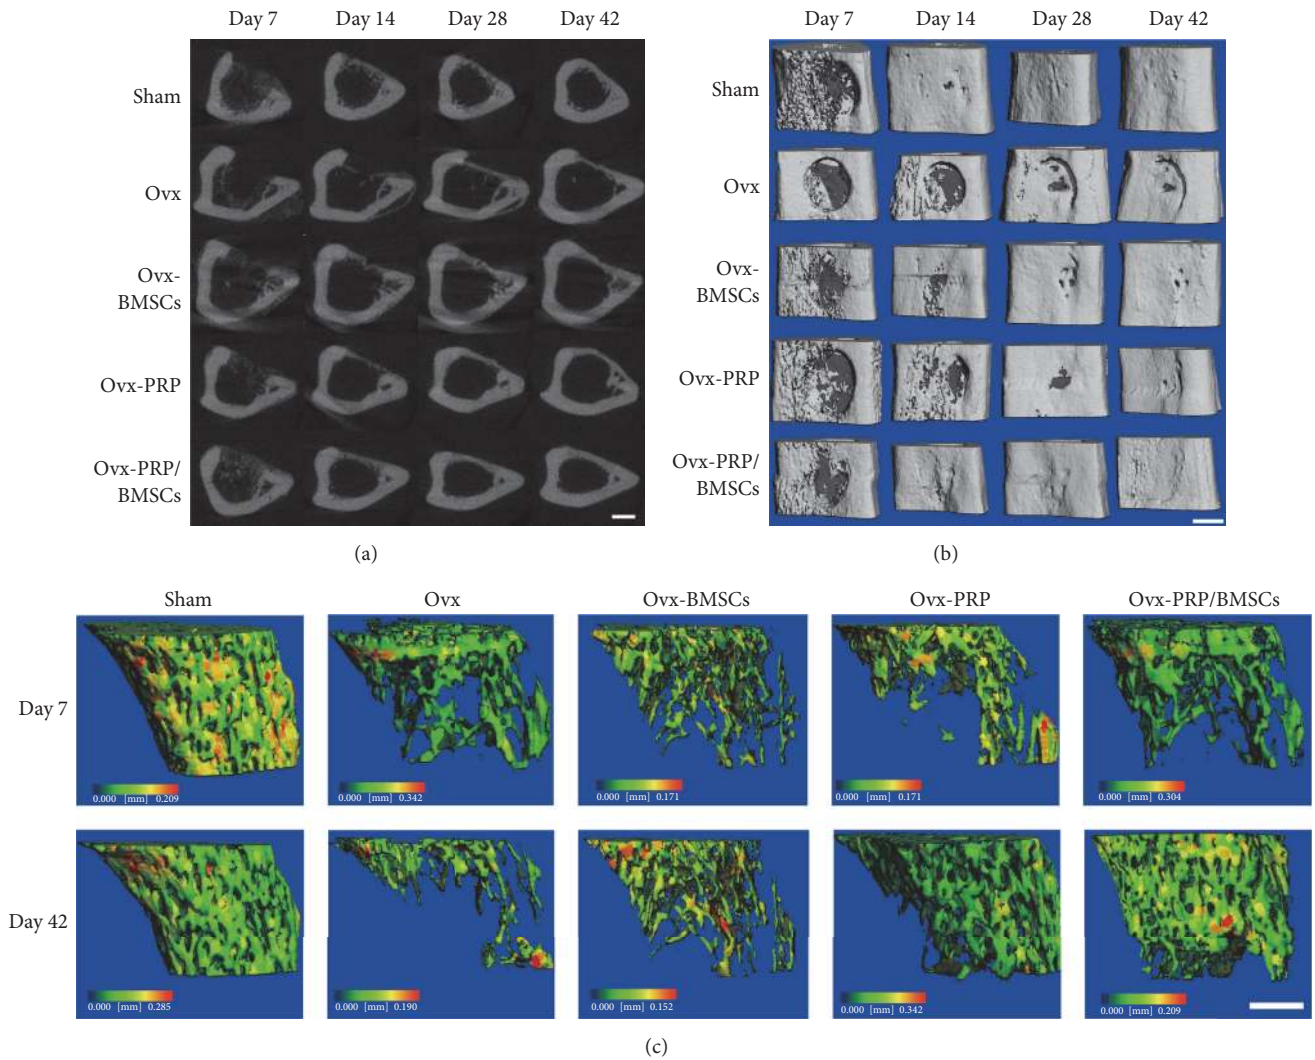 Day 7 Day 14 Day 28 Day 42
Sham
Ovx
Ovx-
BMSCs
Ovx-PRP
Ovx-PRP/
BMSCs
(a)
Day 7 Day 14 Day 28 Day 42
Sham
Ovx
Ovx-
BMSCs
Ovx-PRP
Ovx-PRP/
BMSCs
(b)
Sham Ovx Ovx-BMSCs Ovx-PRP Ovx-PRP/BMSCs
Day 7
0.000 [mm] 0.209
0.000 [mm] 0.342
0.000 [mm] 0.171
0.000 [mm] 0.171
0.000 [mm] 0.304
Day 42
0.000 [mm] 0.285
0.000 [mm] 0.190
0.000 [mm] 0.152
0.000 [mm] 0.342
0.000 [mm] 0.209
(c)